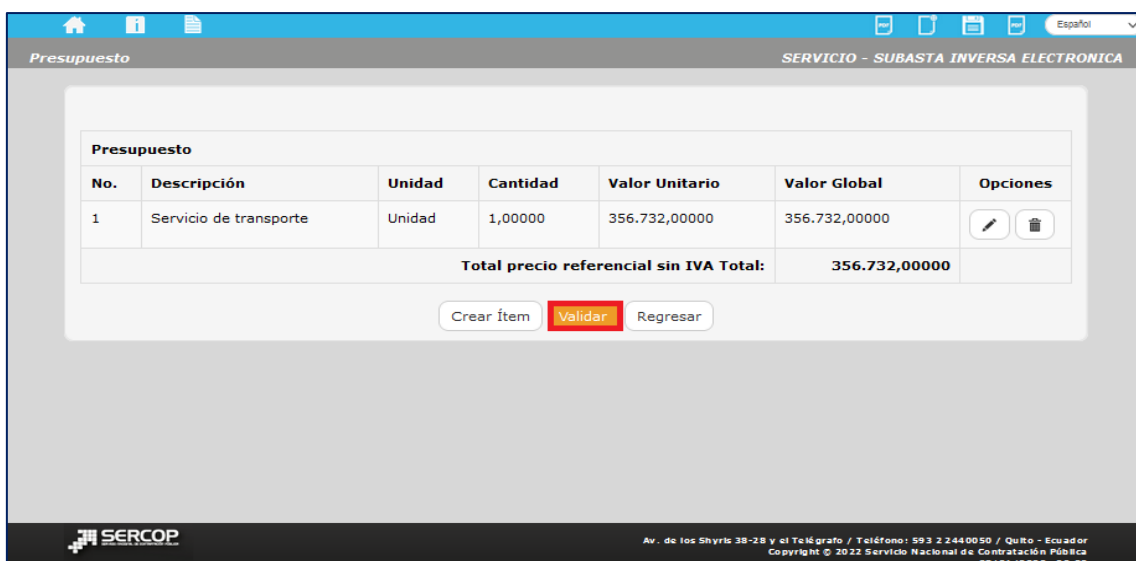 Español
Presupuesto SERVICIO - SUBASTA INVERSA ELECTRONICA
Presupuesto
No. Descripción Unidad Cantidad Valor Unitario Valor Global Opciones
1 Servicio de transporte Unidad 1,00000 356.732,00000 356.732,00000
Total precio referencial sin IVA Total: 356.732,00000
Crear Ítem Validar Regresar
SERCOP
Av. de los Shyris 38-28 y el Telégrafo / Teléfono: 593 2 2440050 / Quito - Ecuador
Copyright © 2022 Servicio Nacional de Contratación Pública